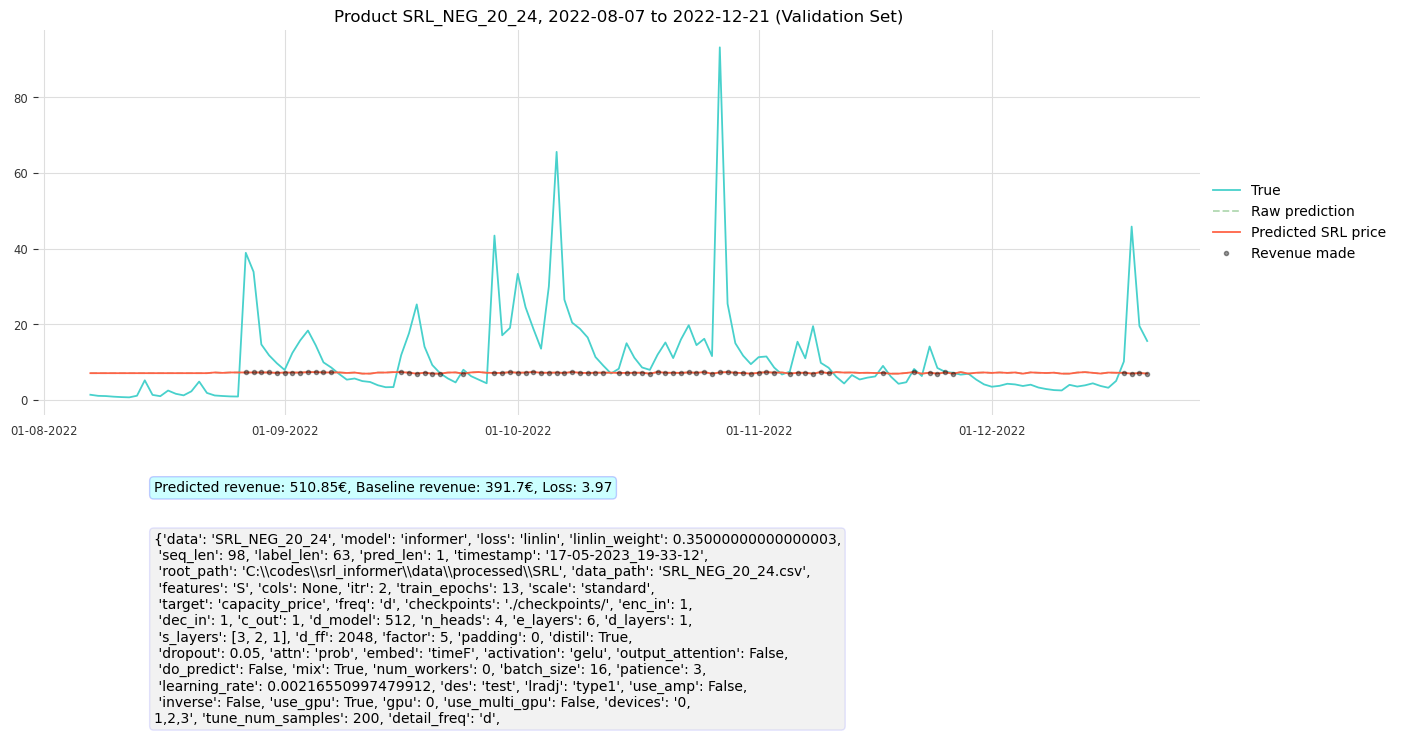 Product SRL_NEG_20_24, 2022-08-07 to 2022-12-21 (Validation Set)
80
60
40
20
0
01-08-2022
01-09-2022
01-10-2022
01-11-2022
01-12-2022
True
Raw prediction
Predicted SRL price
Revenue made
Predicted revenue: 510.85€, Baseline revenue: 391.7€, Loss: 3.97
{'data': 'SRL_NEG_20_24', 'model': 'informer', 'loss': 'linlin', 'linlin_weight': 0.35000000000000003,
'seq_len': 98, 'label_len': 63, 'pred_len': 1, 'timestamp': '17-05-2023_19-33-12',
'root_path': 'C:\\codes\\srl_informer\\data\\processed\\SRL', 'data_path': 'SRL_NEG_20_24.csv',
'features': 'S', 'cols': None, 'itr': 2, 'train_epochs': 13, 'scale': 'standard',
'target': 'capacity_price', 'freq': 'd', 'checkpoints': './checkpoints/', 'enc_in': 1,
'dec_in': 1, 'c_out': 1, 'd_model': 512, 'n_heads': 4, 'e_layers': 6, 'd_layers': 1,
's_layers': [3, 2, 1], 'd_ff': 2048, 'factor': 5, 'padding': 0, 'distil': True,
'dropout': 0.05, 'attn': 'prob', 'embed': 'timeF', 'activation': 'gelu', 'output_attention': False,
'do_predict': False, 'mix': True, 'num_workers': 0, 'batch_size': 16, 'patience': 3,
'learning_rate': 0.00216550997479912, 'des': 'test', 'lradj': 'type1', 'use_amp': False,
'inverse': False, 'use_gpu': True, 'gpu': 0, 'use_multi_gpu': False, 'devices': '0,
1,2,3', 'tune_num_samples': 200, 'detail_freq': 'd',